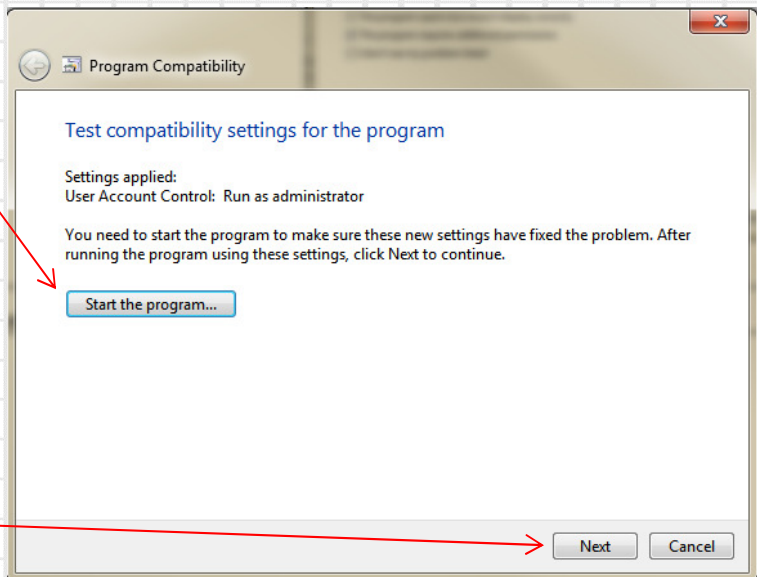 Program Compatibility
Test compatibility settings for the program
Settings applied:
User Account Control: Run as administrator
You need to start the program to make sure these new settings have fixed the problem. After
running the program using these settings, click Next to continue.
Start the program...
Next
Cancel